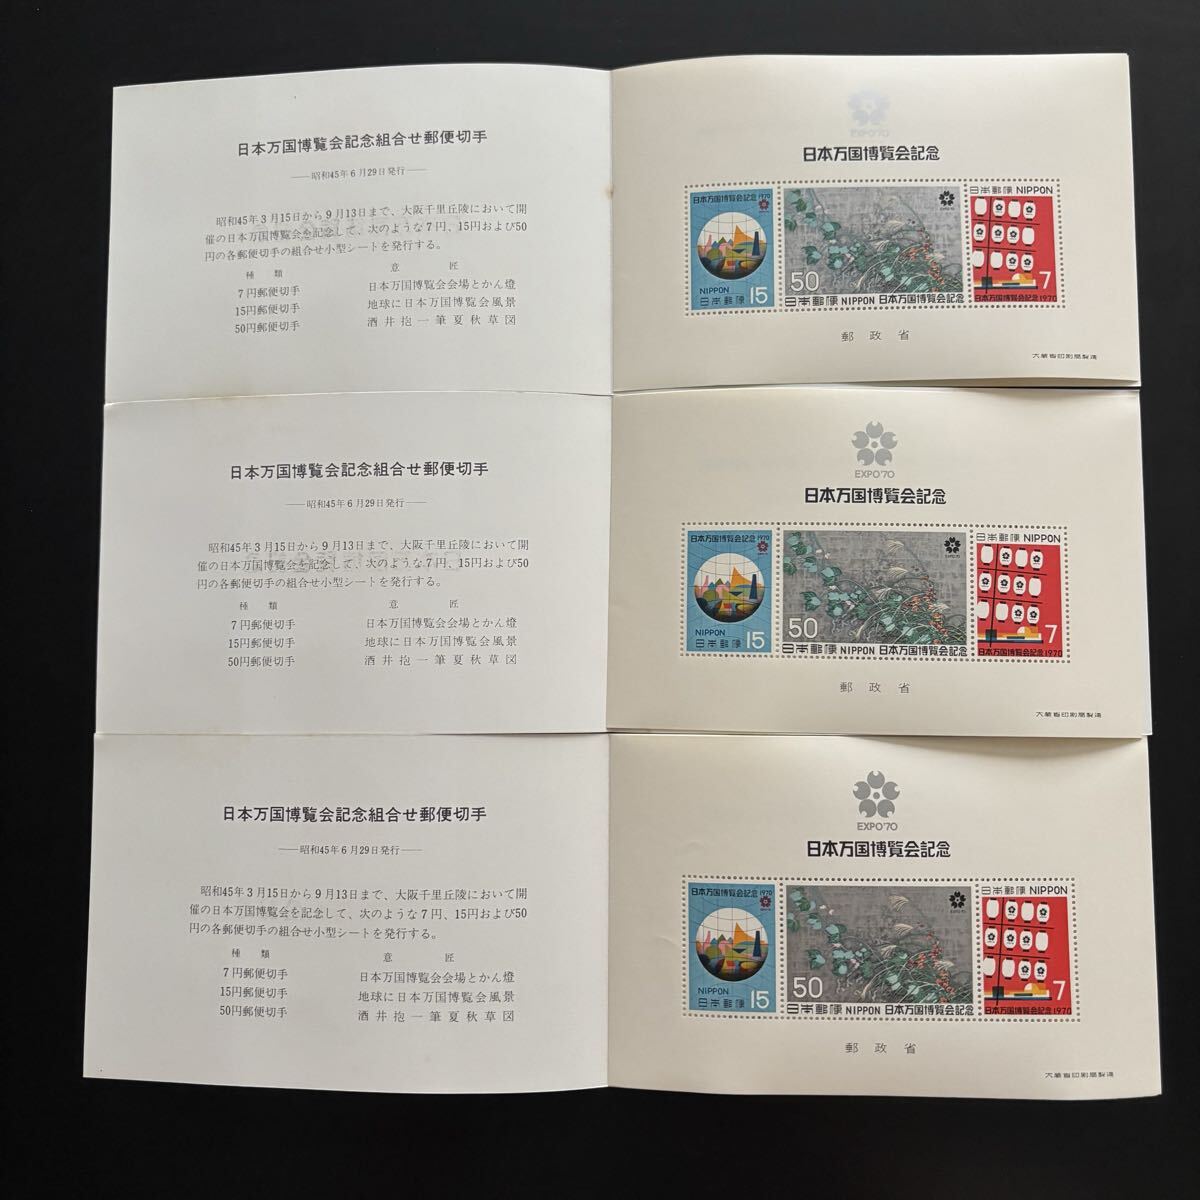 日本万国博覧会記念組合せ郵便切手
――昭和45年6月29日発行――
昭和45年3月15日から9月13日まで、大阪千里丘陵において開
催の日本万国博覧会を記念して、次のような7円、15円および50
円の各郵便切手の組合せ小型シートを発行する。
種類 意匠
7円郵便切手 日本万国博覧会会場とかん燈
15円郵便切手 地球に日本万国博覧会風景
50円郵便切手 酒井抱一筆夏秋草図
EXPO'70
日本万国博覧会記念
日本万国博覧会記念 1970
NIPPON
日本郵便 15
50
日本郵便 NIPPON 日本万国博覧会記念
日本郵便 NIPPON
7
日本万国博覧会記念1970
郵政省
大蔵省印刷局製造
日本万国博覧会記念組合せ郵便切手
――昭和45年6月29日発行――
昭和45年3月15日から9月13日まで、大阪千里丘陵において開
催の日本万国博覧会を記念して、次のような7円、15円および50
円の各郵便切手の組合せ小型シートを発行する。
種類 意匠
7円郵便切手 日本万国博覧会会場とかん燈
15円郵便切手 地球に日本万国博覧会風景
50円郵便切手 酒井抱一筆夏秋草図
EXPO'70
日本万国博覧会記念
日本万国博覧会記念 1970
NIPPON
日本郵便 15
50
日本郵便 NIPPON 日本万国博覧会記念
日本郵便 NIPPON
7
日本万国博覧会記念1970
郵政省
大蔵省印刷局製造
日本万国博覧会記念組合せ郵便切手
――昭和45年6月29日発行――
昭和45年3月15日から9月13日まで、大阪千里丘陵において開
催の日本万国博覧会を記念して、次のような7円、15円および50
円の各郵便切手の組合せ小型シートを発行する。
種類 意匠
7円郵便切手 日本万国博覧会会場とかん燈
15円郵便切手 地球に日本万国博覧会風景
50円郵便切手 酒井抱一筆夏秋草図
EXPO'70
日本万国博覧会記念
日本万国博覧会記念 1970
NIPPON
日本郵便 15
EXPO'70
50
日本郵便 NIPPON 日本万国博覧会記念
日本郵便 NIPPON
7
日本万国博覧会記念1970
郵政省
大蔵省印刷局製造